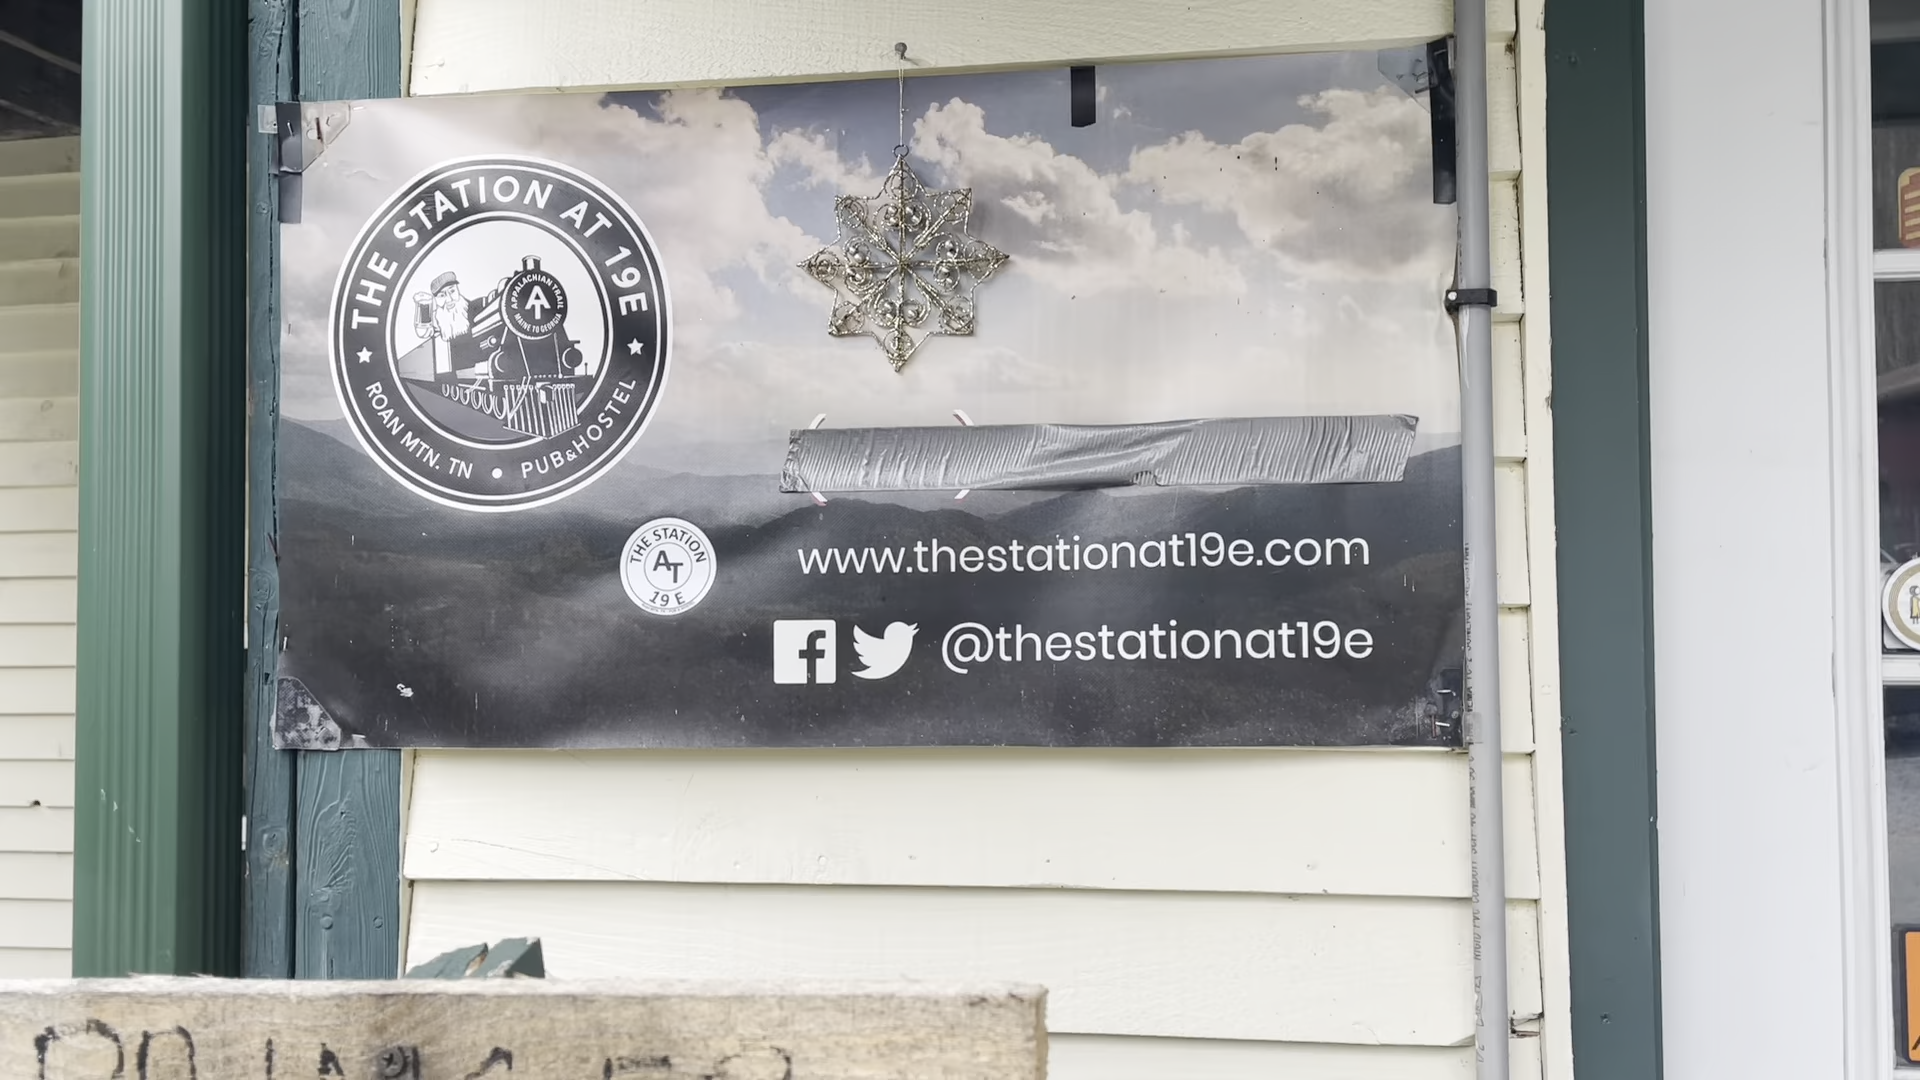 THE STATION AT 19E
APPALACHIAN TRAIL
MAINE TO GEORGIA
ROAN MTN. TN • PUB&HOSTEL
THE STATION
AT
19 E
www.thestationat19e.com
@thestationat19e